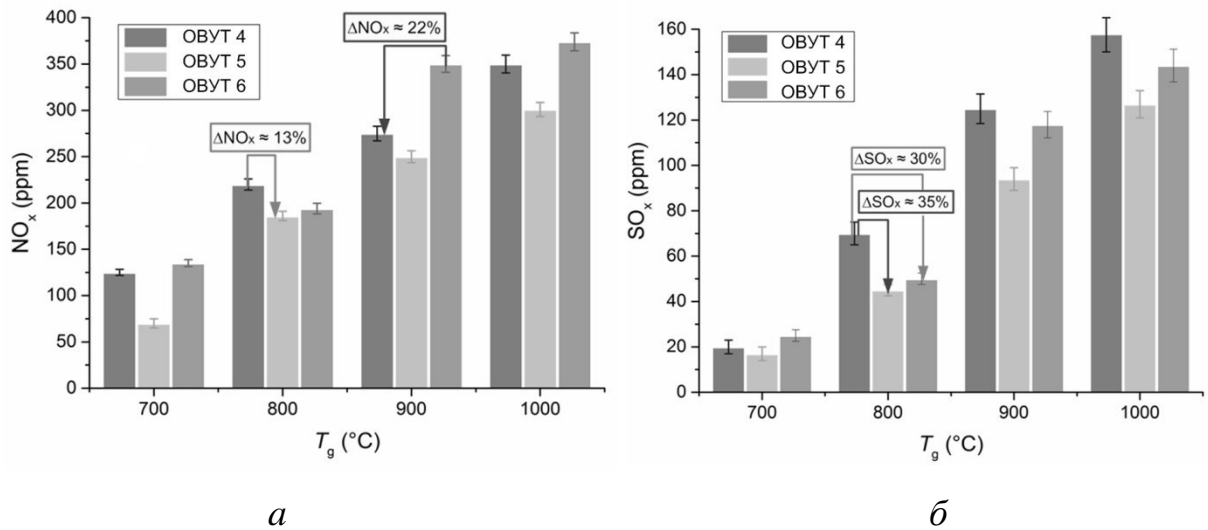 400
350
300
250
200
150
100
50
0
NOx (ppm)
ОВУТ 4
ОВУТ 5
ОВУТ 6
ΔNOx ≈ 13%
ΔNOx ≈ 22%
700 800 900 1000
Tg (°C)
160
140
120
100
80
60
40
20
0
SOx (ppm)
ОВУТ 4
ОВУТ 5
ОВУТ 6
ΔSOx ≈ 30%
ΔSOx ≈ 35%
700 800 900 1000
Tg (°C)
а б